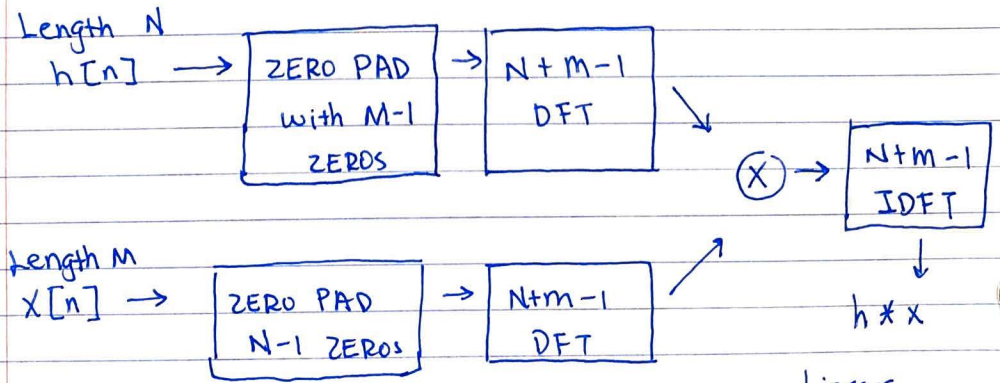 Length N
h[n] → ZERO PAD with M-1 ZEROS → N+m-1 DFT
Length M
X[n] → ZERO PAD N-1 ZEROS → N+m-1 DFT
X → N+m-1 IDFT
h * x